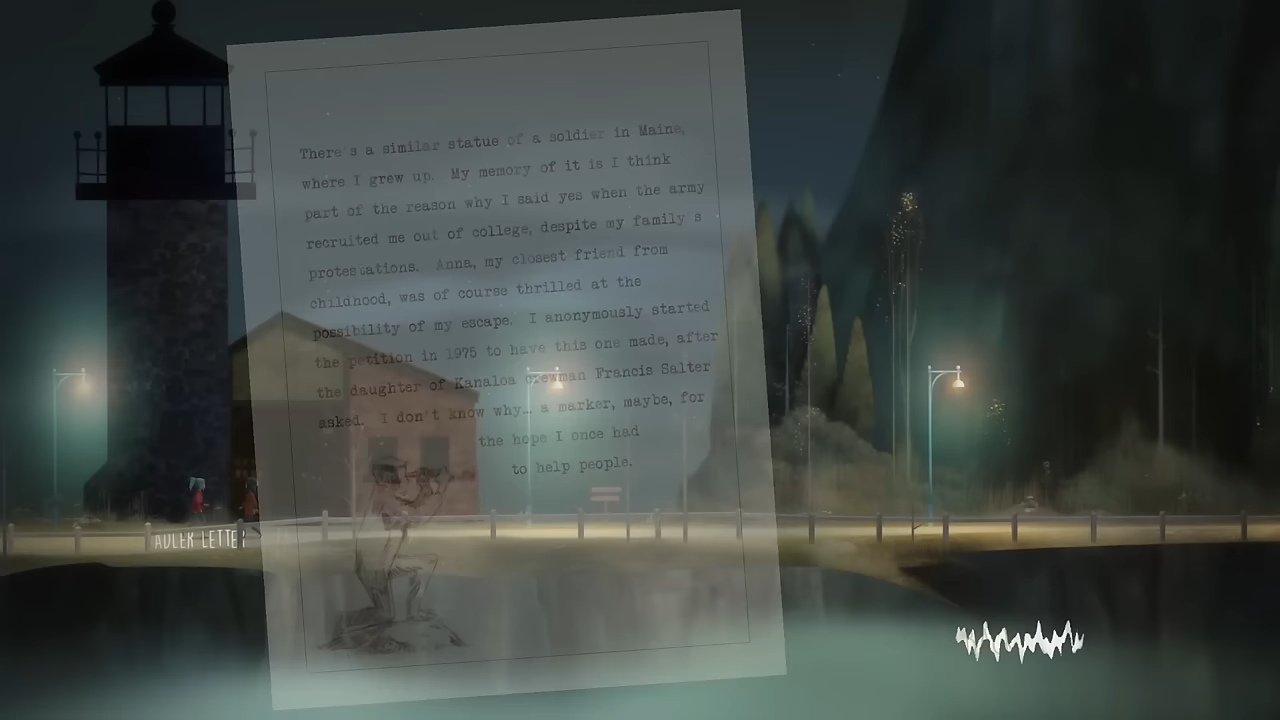 There's a similar statue of a soldier in Maine,
where I grew up. My memory of it is I think
part of the reason why I said yes when the army
recruited me out of college, despite my family's
protestations. Anna, my closest friend from
childhood, was of course thrilled at the
possibility of my escape. I anonymously started
the petition in 1975 to have this one made, after
the daughter of Kanaloa crewman Francis Salter
asked. I don't know why... a marker, maybe, for
the hope I once had
to help people.
ADLER LETTER